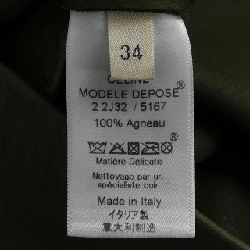 34
CELINE
MODELE DEPOSE
2 2J32 / 5167
100% Agneau
Matière Délicate
Nettoyage par un
spécialiste cuir
Made in Italy
イタリア製
意大利制造